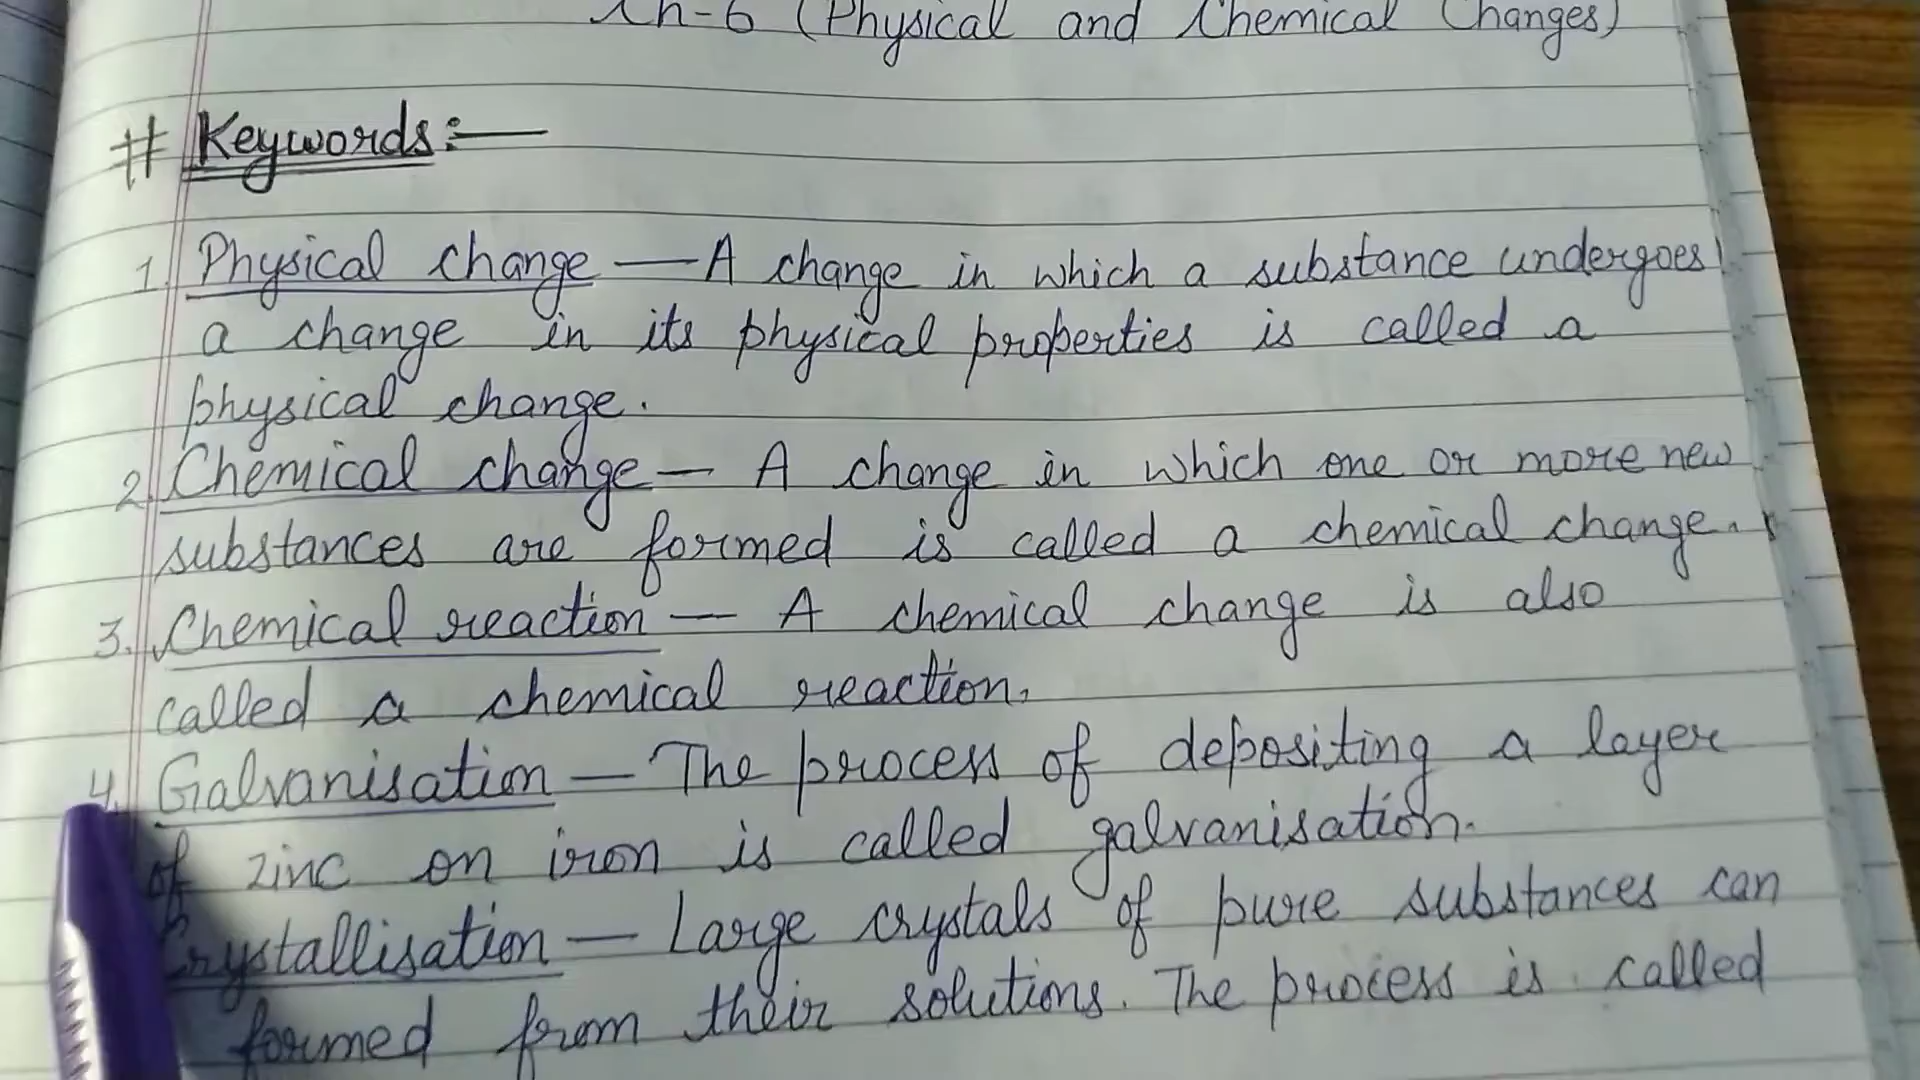 Ch-6 (Physical and Chemical Changes)
# Keywords:—
1. Physical change — A change in which a substance undergoes
a change in its physical properties is called a
physical change.
2. Chemical change — A change in which one or more new
substances are formed is called a chemical change.
3. Chemical reaction — A chemical change is also
called a chemical reaction.
4. Galvanisation — The process of depositing a layer
of zinc on iron is called galvanisation.
Crystallisation — Large crystals of pure substances can
formed from their solutions. The process is called